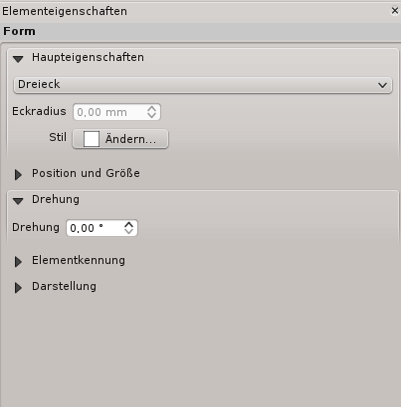 Elementeigenschaften
Form
Haupteigenschaften
Dreieck
Eckradius 0,00 mm
Stil Ändern...
Position und Größe
Drehung
Drehung 0,00 °
Elementkennung
Darstellung